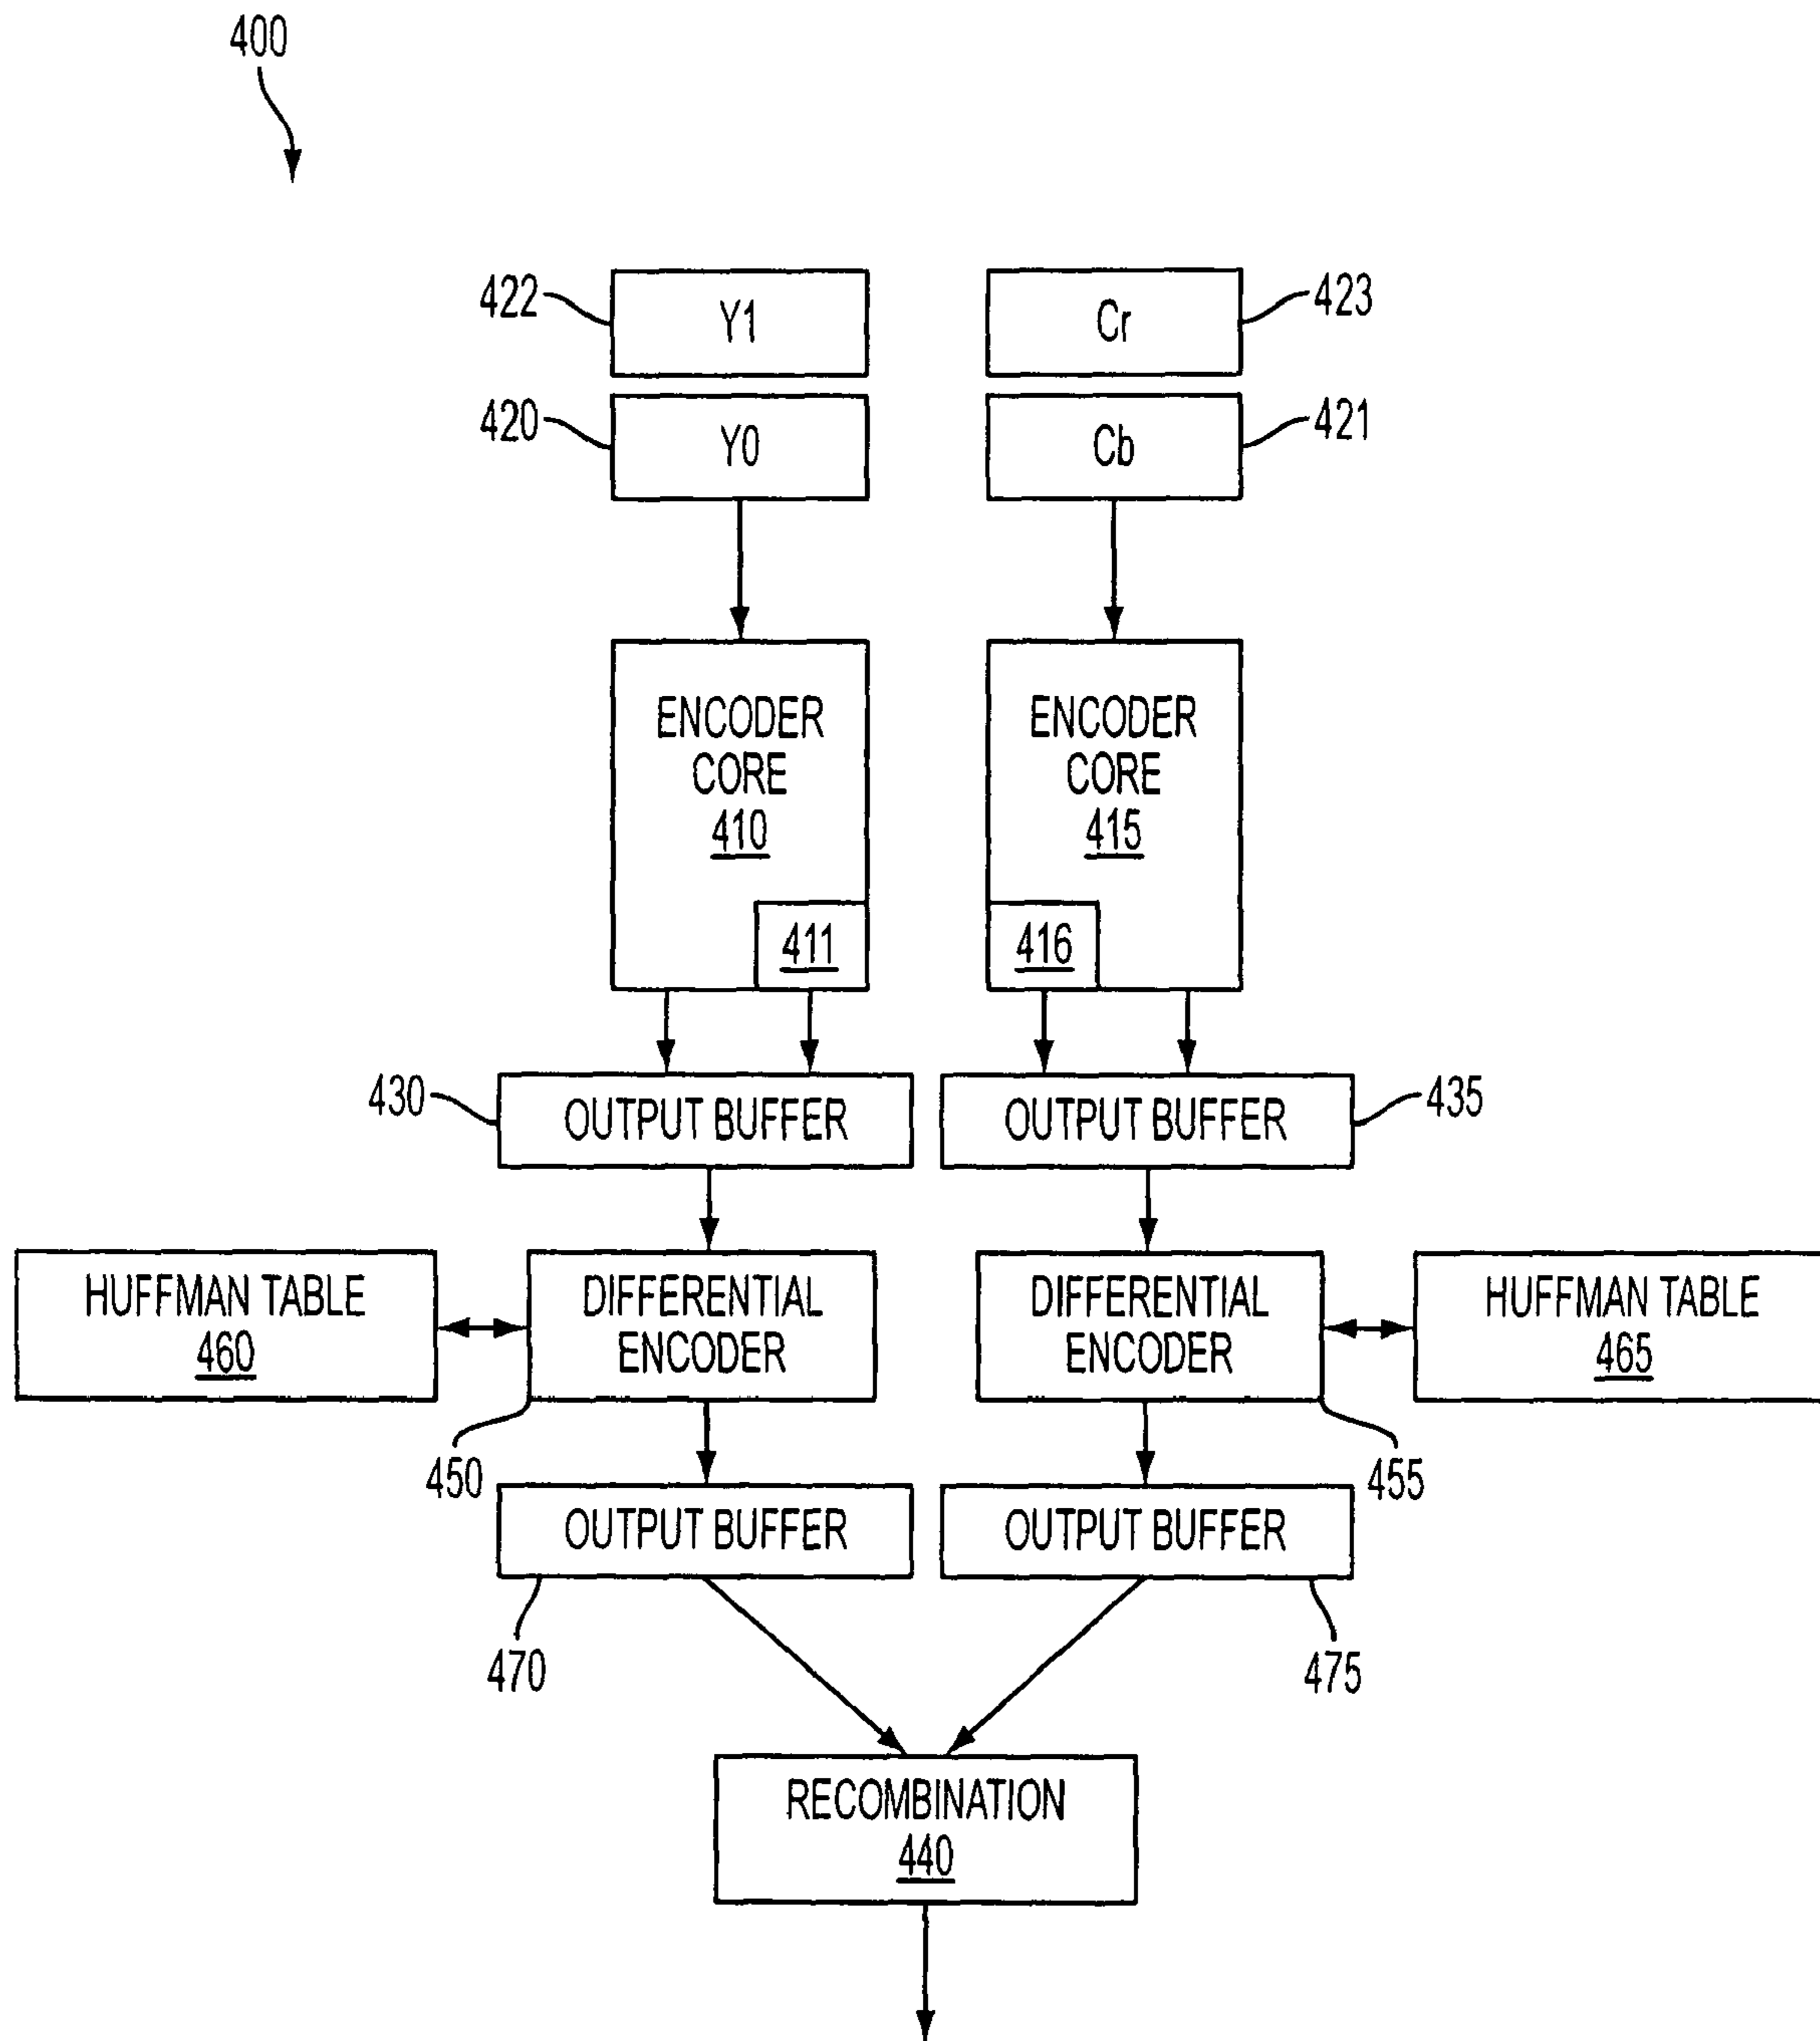 400
422
Y1
Cr
423
420
Y0
Cb
421
ENCODER
CORE
410
411
ENCODER
CORE
415
416
430
OUTPUT BUFFER
OUTPUT BUFFER
435
HUFFMAN TABLE
460
DIFFERENTIAL
ENCODER
DIFFERENTIAL
ENCODER
HUFFMAN TABLE
465
450
455
OUTPUT BUFFER
OUTPUT BUFFER
470
475
RECOMBINATION
440